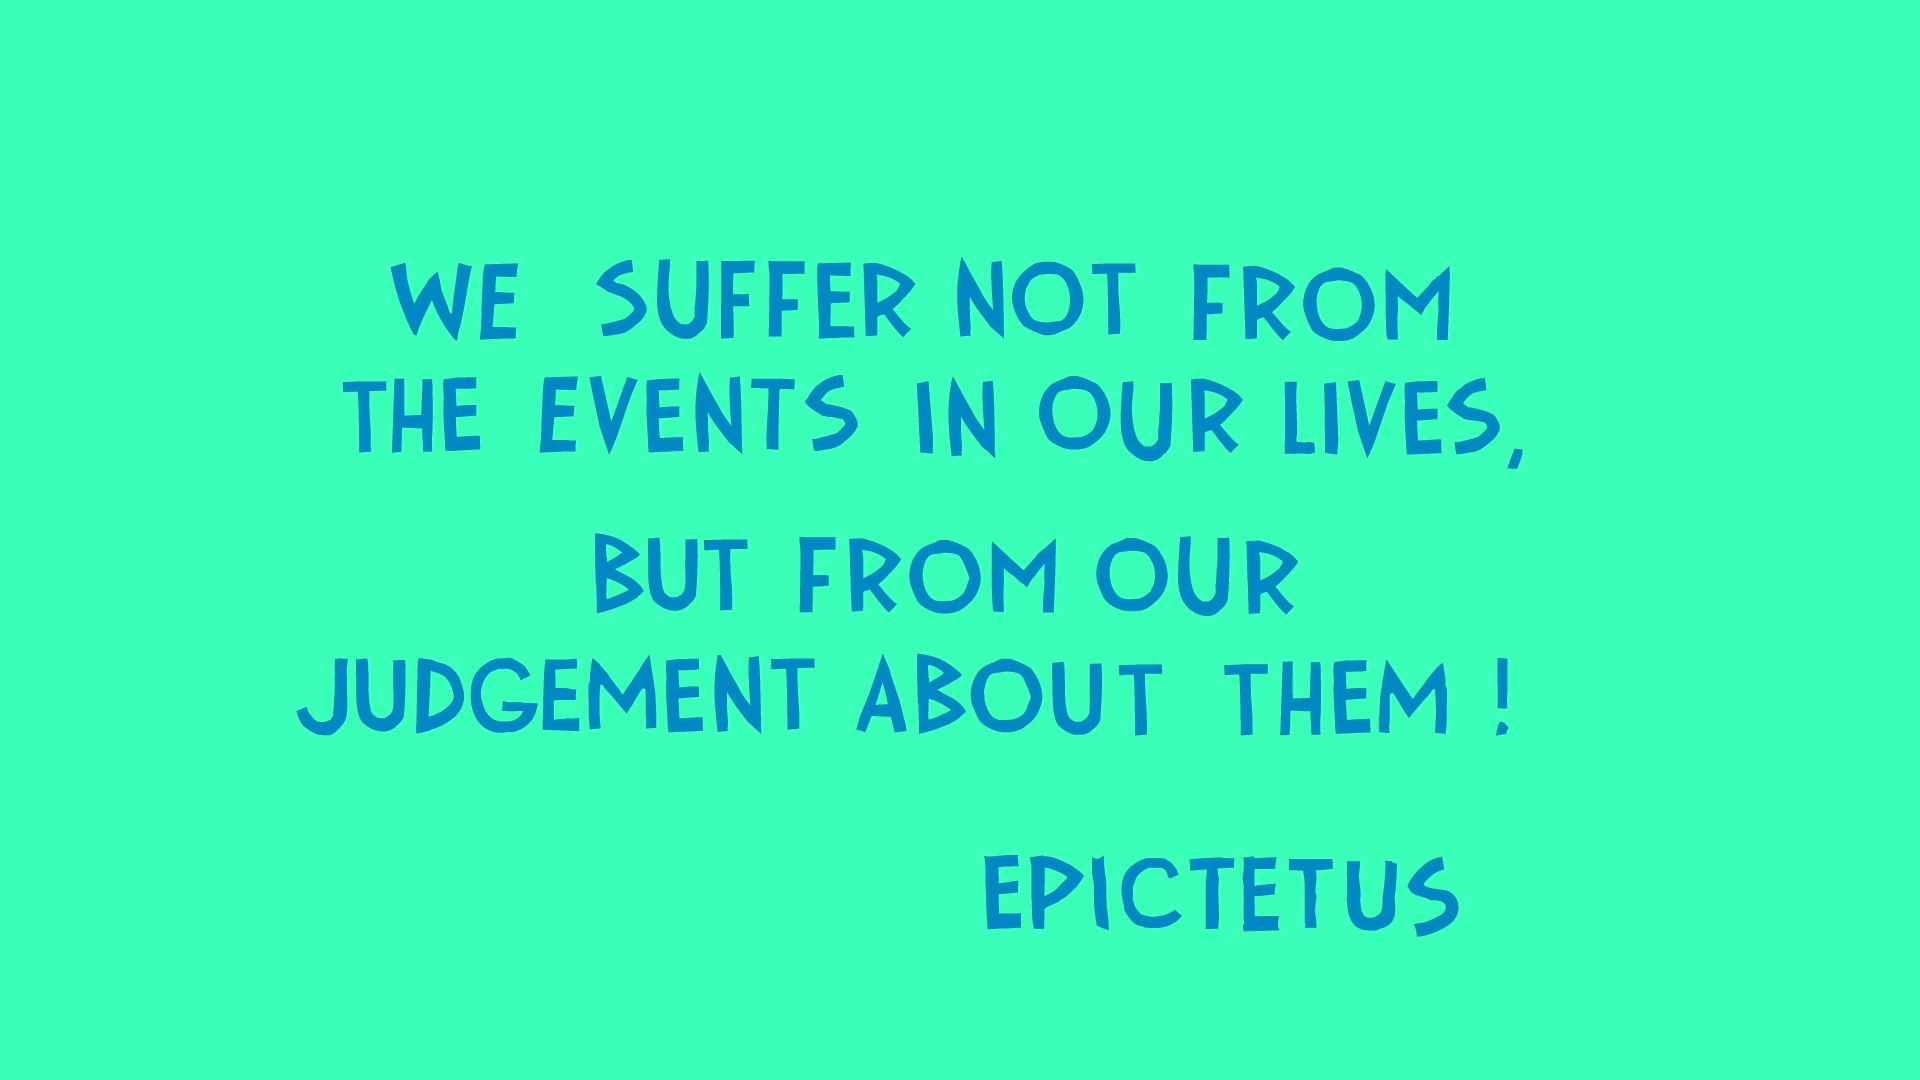 WE SUFFER NOT FROM
THE EVENTS IN OUR LIVES,
BUT FROM OUR
JUDGEMENT ABOUT THEM !
EPICTETUS